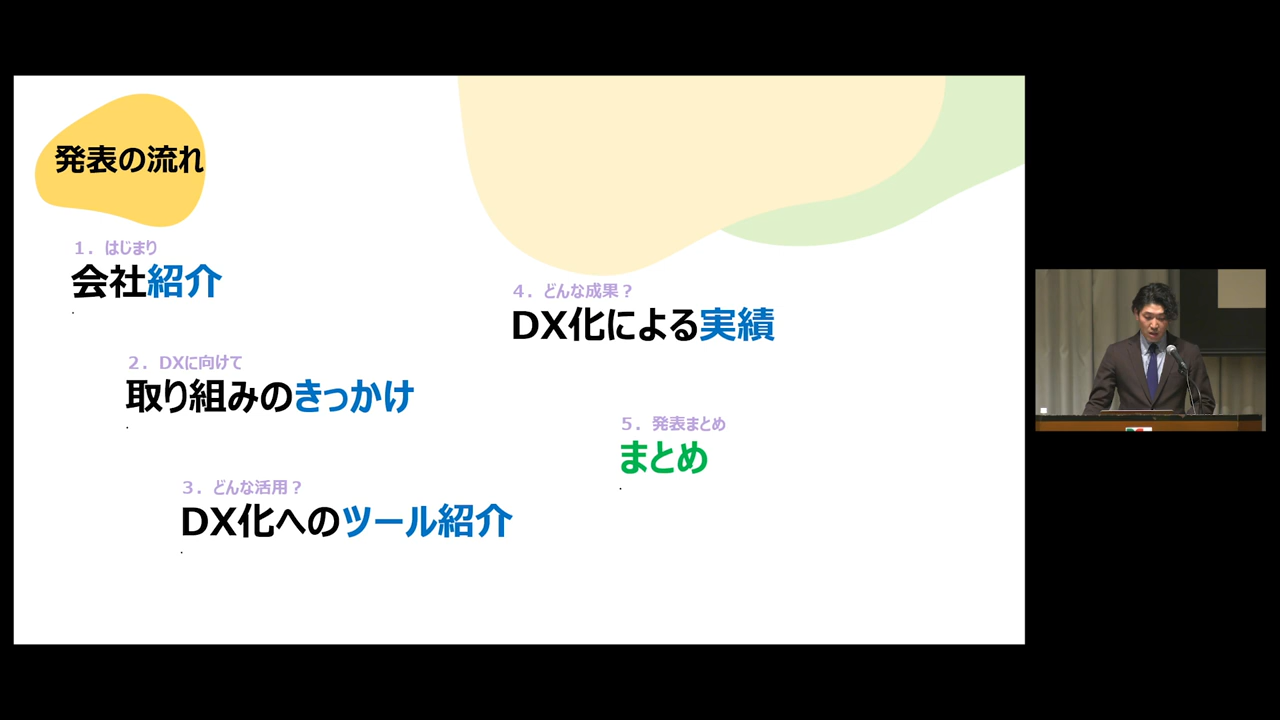 発表の流れ
１．はじまり
会社紹介
２．DXに向けて
取り組みのきっかけ
３．どんな活用？
DX化へのツール紹介
４．どんな成果？
DX化による実績
５．発表まとめ
まとめ